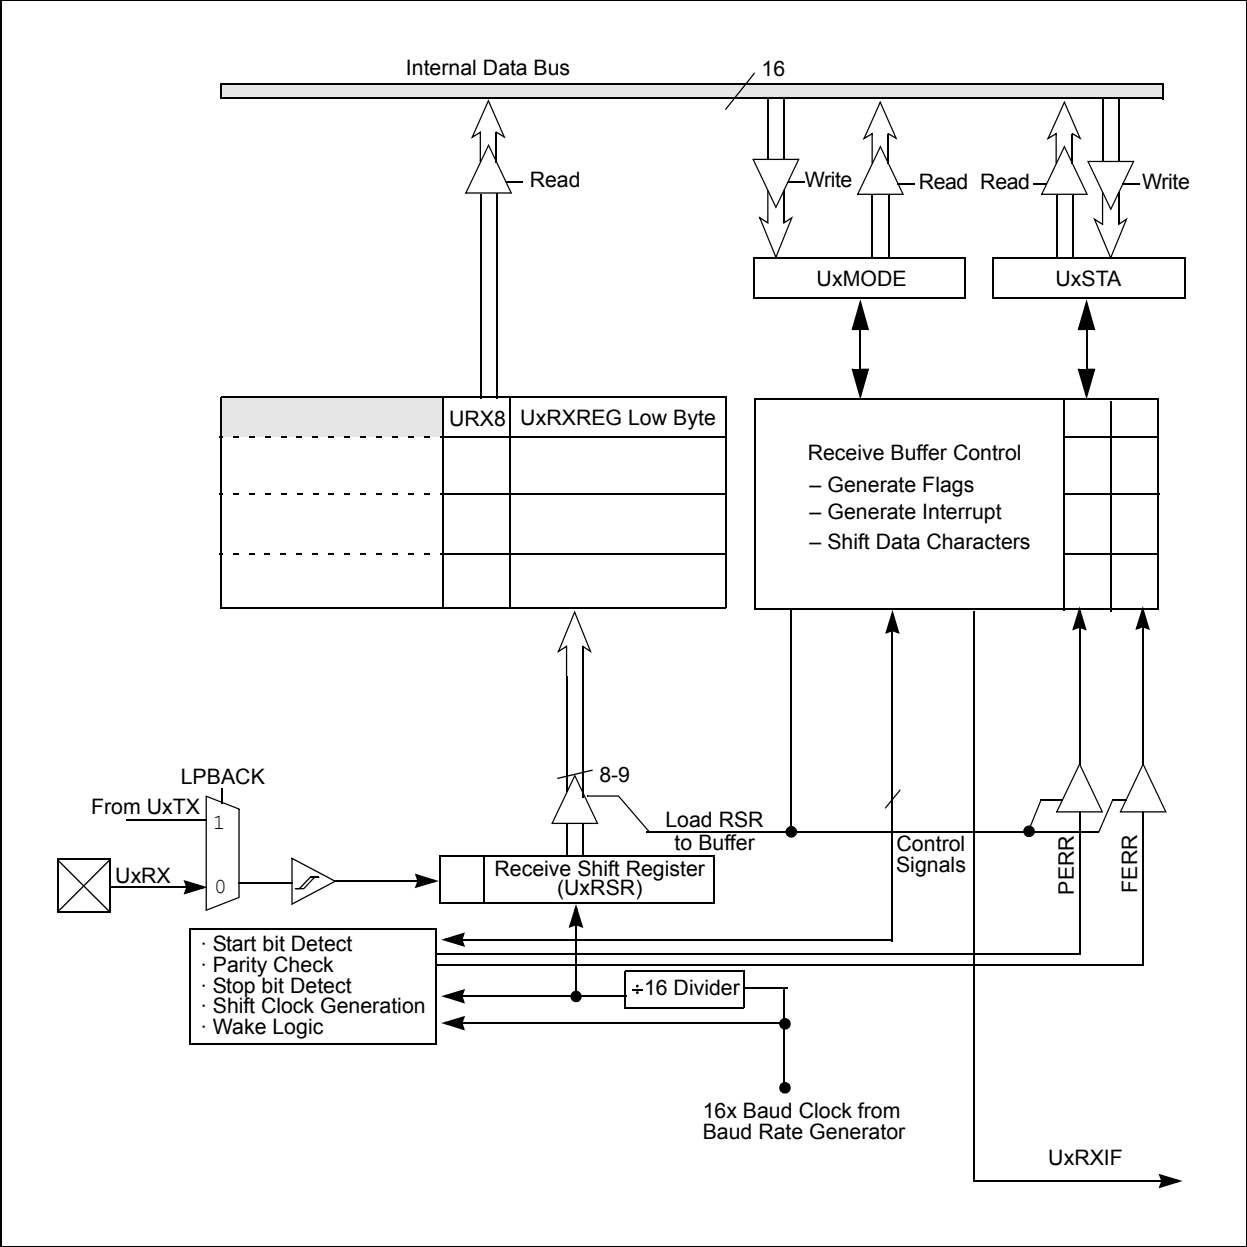 Internal Data Bus
16
Read
Write
Read
Read
Write
UxMODE
UxSTA
URX8
UxRXREG Low Byte
Receive Buffer Control
– Generate Flags
– Generate Interrupt
– Shift Data Characters
8-9
LPBACK
From UxTX
1
UxRX
0
Load RSR
to Buffer
Control
Signals
PERR
FERR
Receive Shift Register
(UxRSR)
· Start bit Detect
· Parity Check
· Stop bit Detect
· Shift Clock Generation
· Wake Logic
÷16 Divider
16x Baud Clock from
Baud Rate Generator
UxRXIF